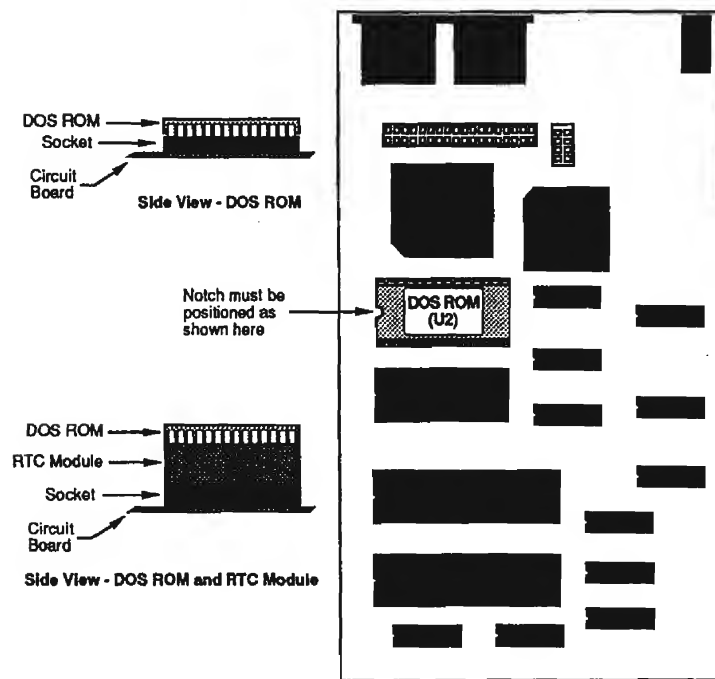 DOS ROM
Socket
Circuit
Board
Side View - DOS ROM
Notch must be
positioned as
shown here
DOS ROM
(U2)
DOS ROM
RTC Module
Socket
Circuit
Board
Side View - DOS ROM and RTC Module